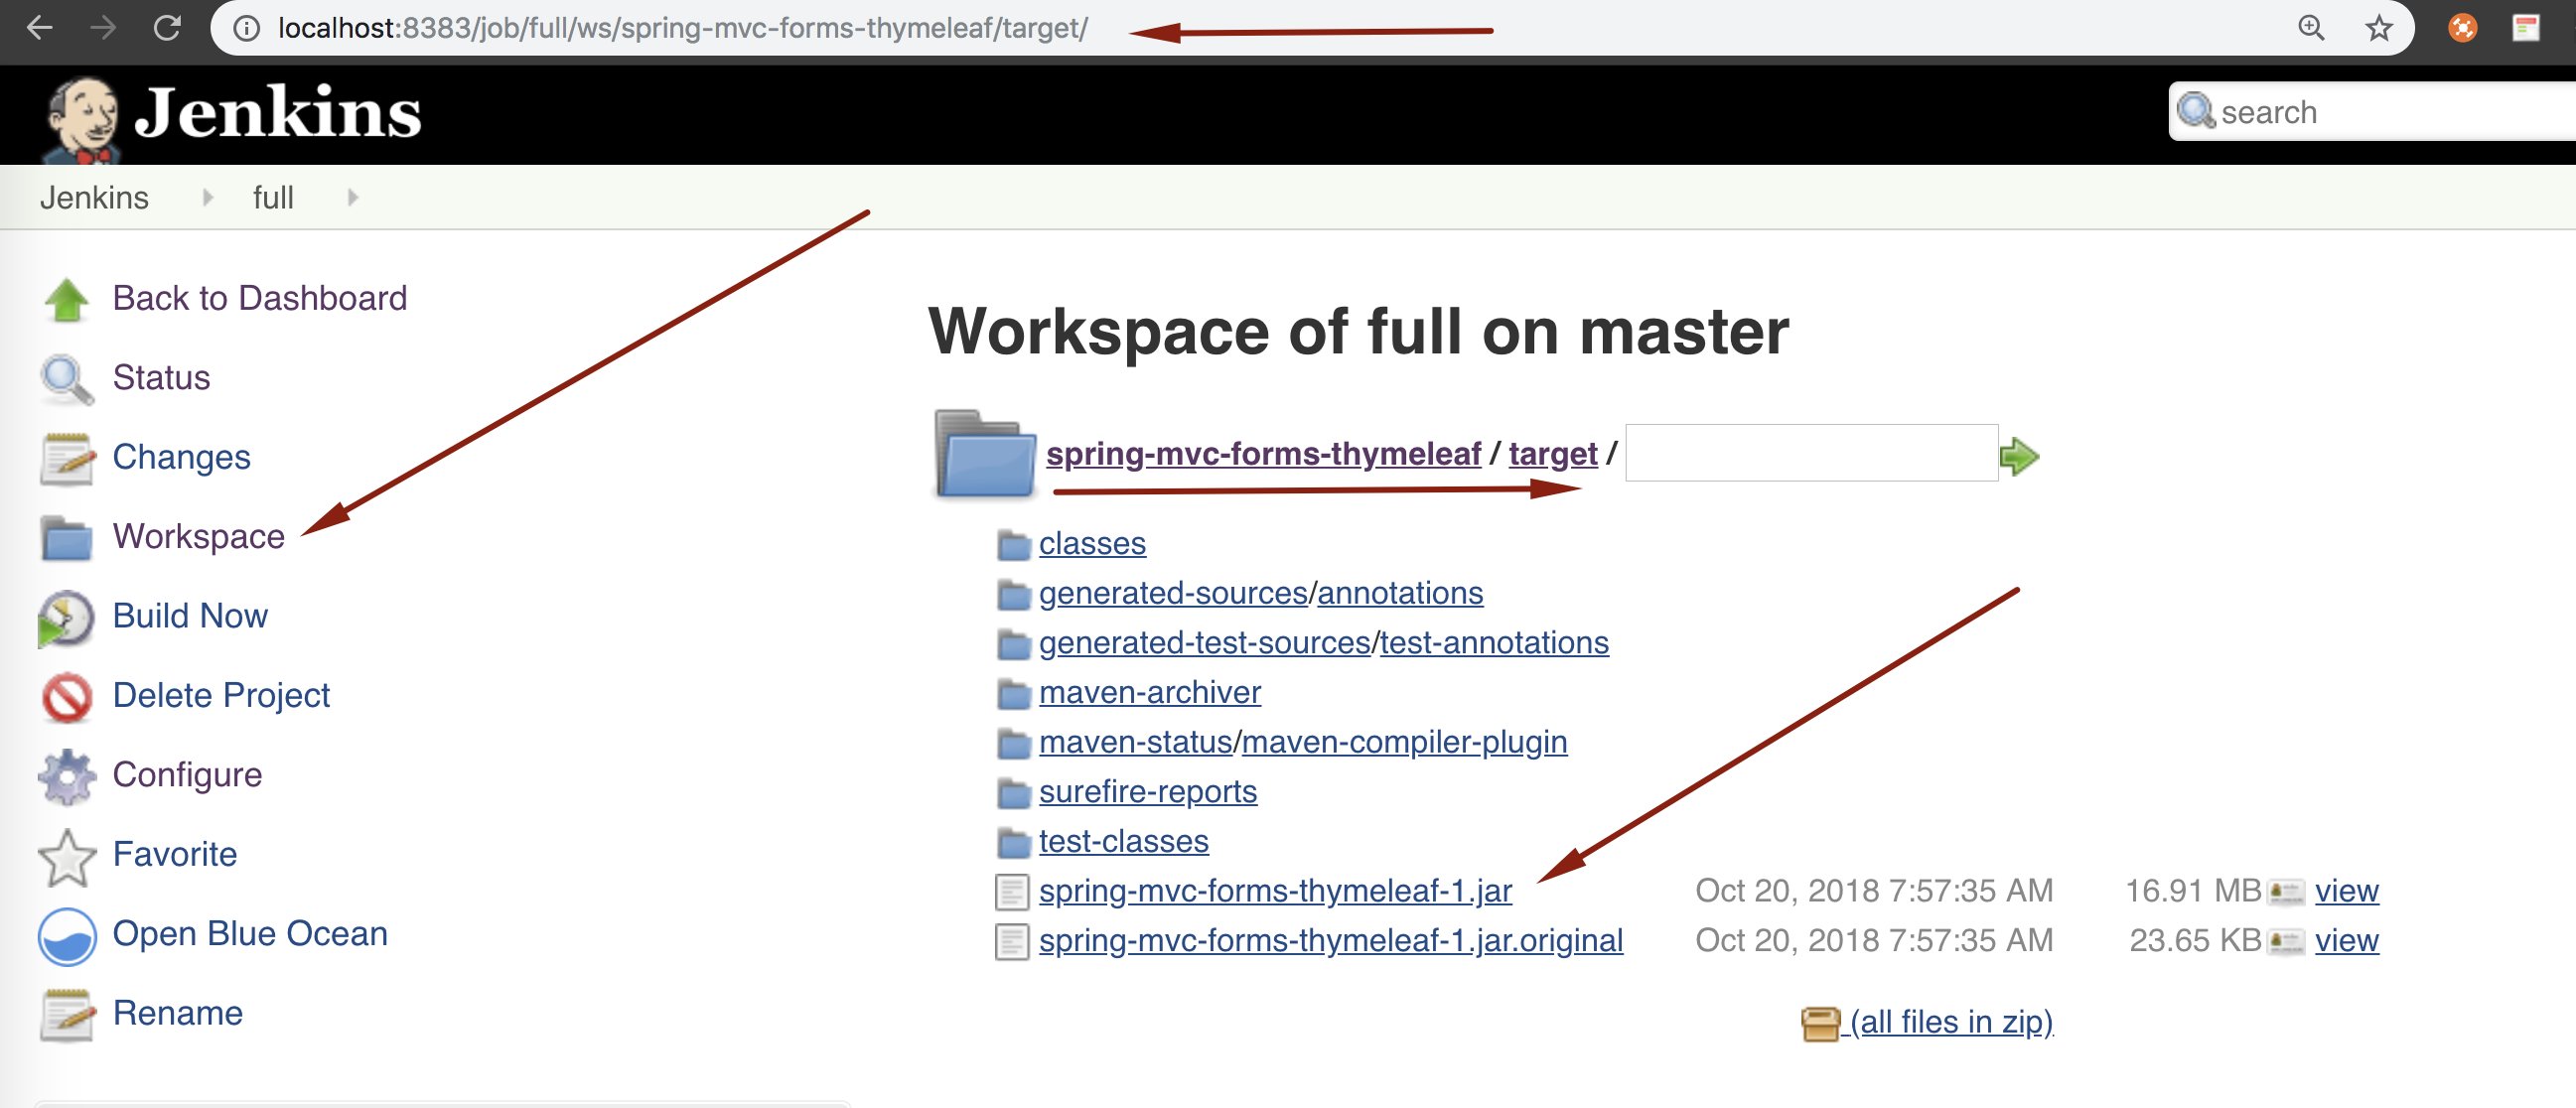 localhost:8383/job/full/ws/spring-mvc-forms-thymeleaf/target/
Jenkins
search
Jenkins full
Back to Dashboard
Status
Changes
Workspace
Build Now
Delete Project
Configure
Favorite
Open Blue Ocean
Rename
Workspace of full on master
spring-mvc-forms-thymeleaf / target /
classes
generated-sources/annotations
generated-test-sources/test-annotations
maven-archiver
maven-status/maven-compiler-plugin
surefire-reports
test-classes
spring-mvc-forms-thymeleaf-1.jar Oct 20, 2018 7:57:35 AM 16.91 MB view
spring-mvc-forms-thymeleaf-1.jar.original Oct 20, 2018 7:57:35 AM 23.65 KB view
(all files in zip)